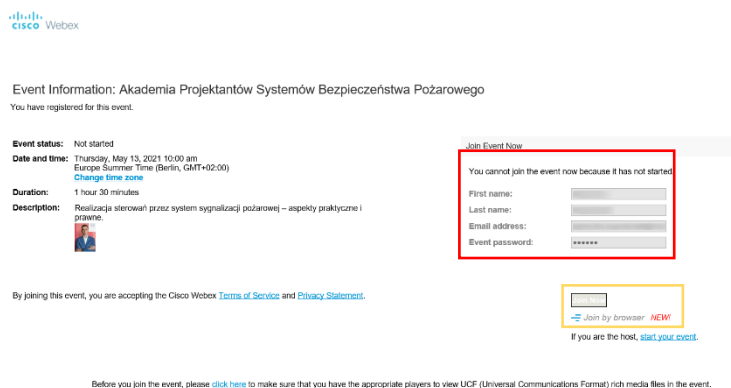 cisco Webex
Event Information: Akademia Projektantów Systemów Bezpieczeństwa Pożarowego
You have registered for this event.
Event status: Not started
Date and time: Thursday, May 13, 2021 10:00 am
Europe Summer Time (Berlin, GMT+02:00)
Change time zone
Duration: 1 hour 30 minutes
Description: Realizacja sterowań przez system sygnalizacji pożarowej – aspekty praktyczne i
prawne.
Join Event Now
You cannot join the event now because it has not started.
First name:
Last name:
Email address:
Event password: ******
By joining this event, you are accepting the Cisco Webex Terms of Service and Privacy Statement.
Join Now
Join by browser NEW!
If you are the host, start your event.
Before you join the event, please click here to make sure that you have the appropriate players to view UCF (Universal Communications Format) rich media files in the event.